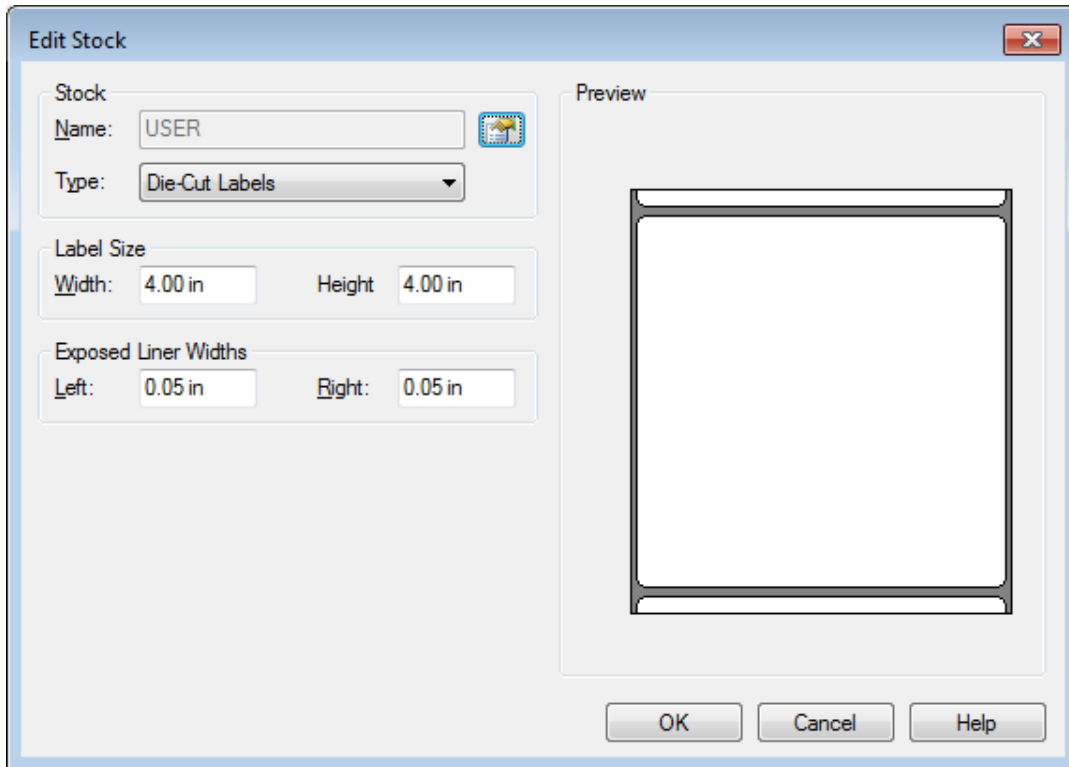 Edit Stock
Stock
Name: USER
Type: Die-Cut Labels
Label Size
Width: 4.00 in Height 4.00 in
Exposed Liner Widths
Left: 0.05 in Right: 0.05 in
Preview
OK Cancel Help